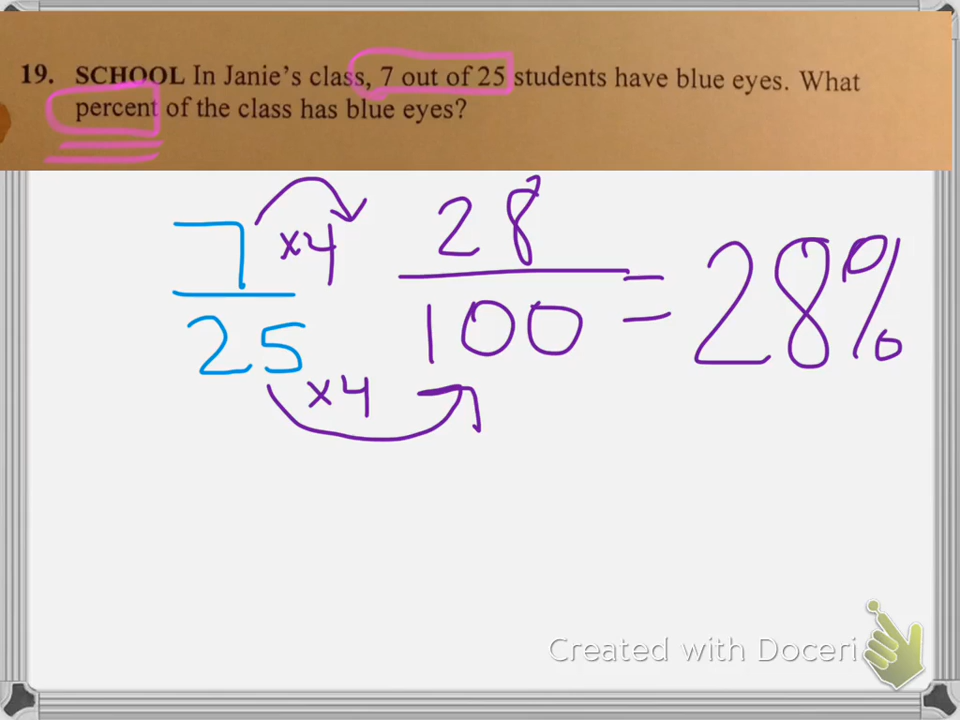 19. SCHOOL In Janie's class, 7 out of 25 students have blue eyes. What
percent of the class has blue eyes?
7 ×4 28
25 ×4 100 = 28%
Created with Doceri